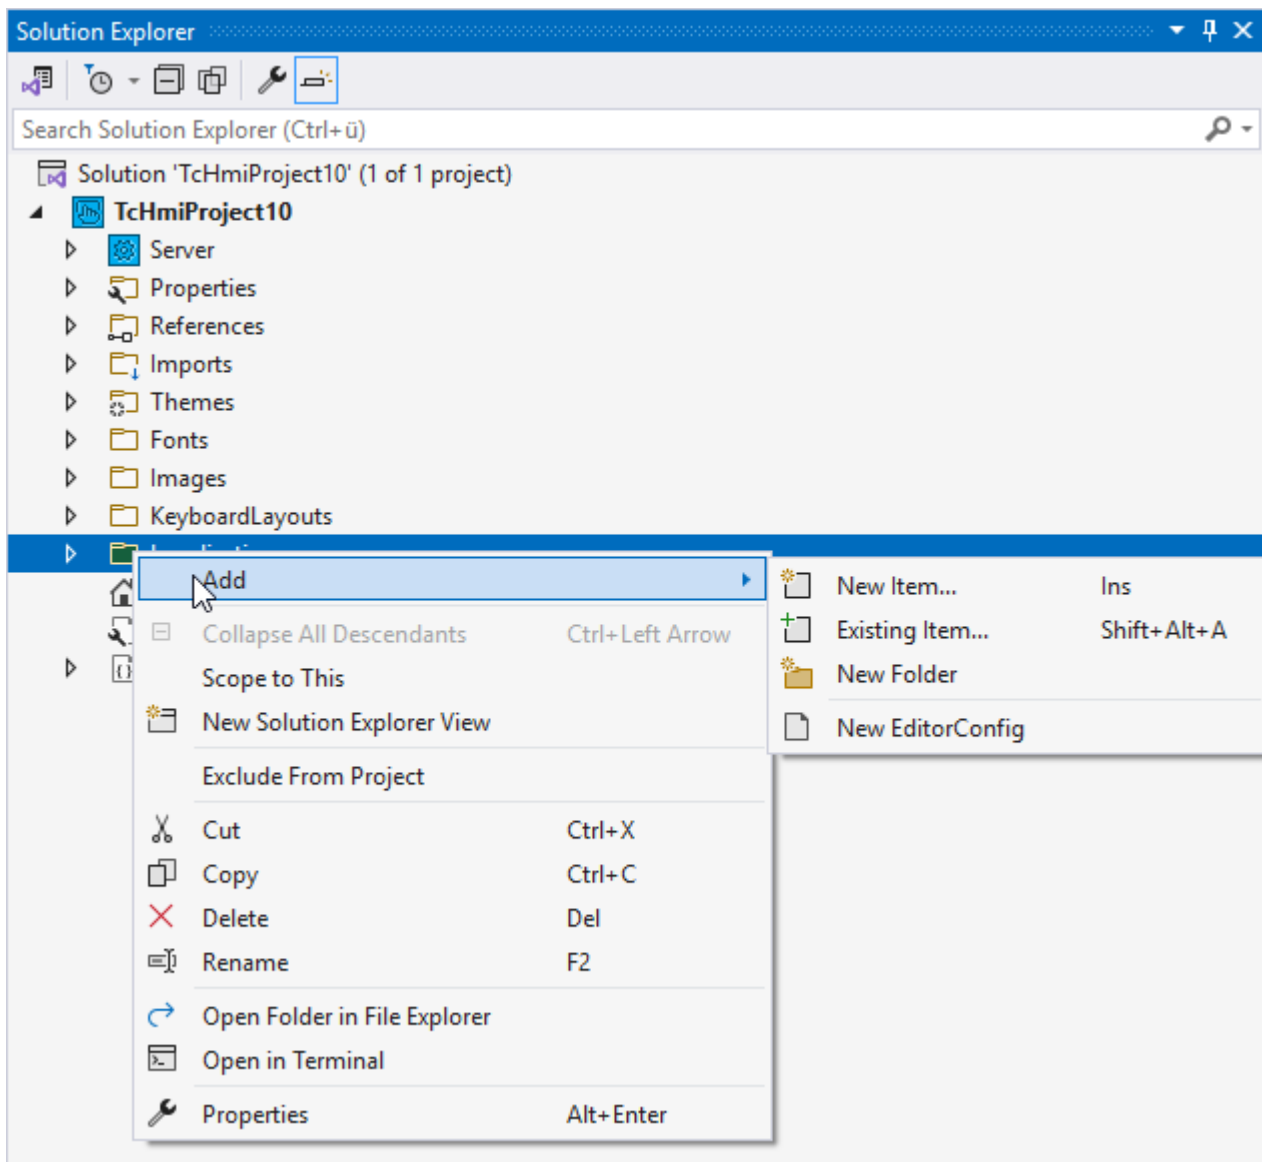 Solution Explorer
Search Solution Explorer (Ctrl+ü)
Solution 'TcHmiProject10' (1 of 1 project)
TcHmiProject10
Server
Properties
References
Imports
Themes
Fonts
Images
KeyboardLayouts
Add
Collapse All Descendants Ctrl+Left Arrow
Scope to This
New Solution Explorer View
Exclude From Project
Cut Ctrl+X
Copy Ctrl+C
Delete Del
Rename F2
Open Folder in File Explorer
Open in Terminal
Properties Alt+Enter
New Item... Ins
Existing Item... Shift+Alt+A
New Folder
New EditorConfig